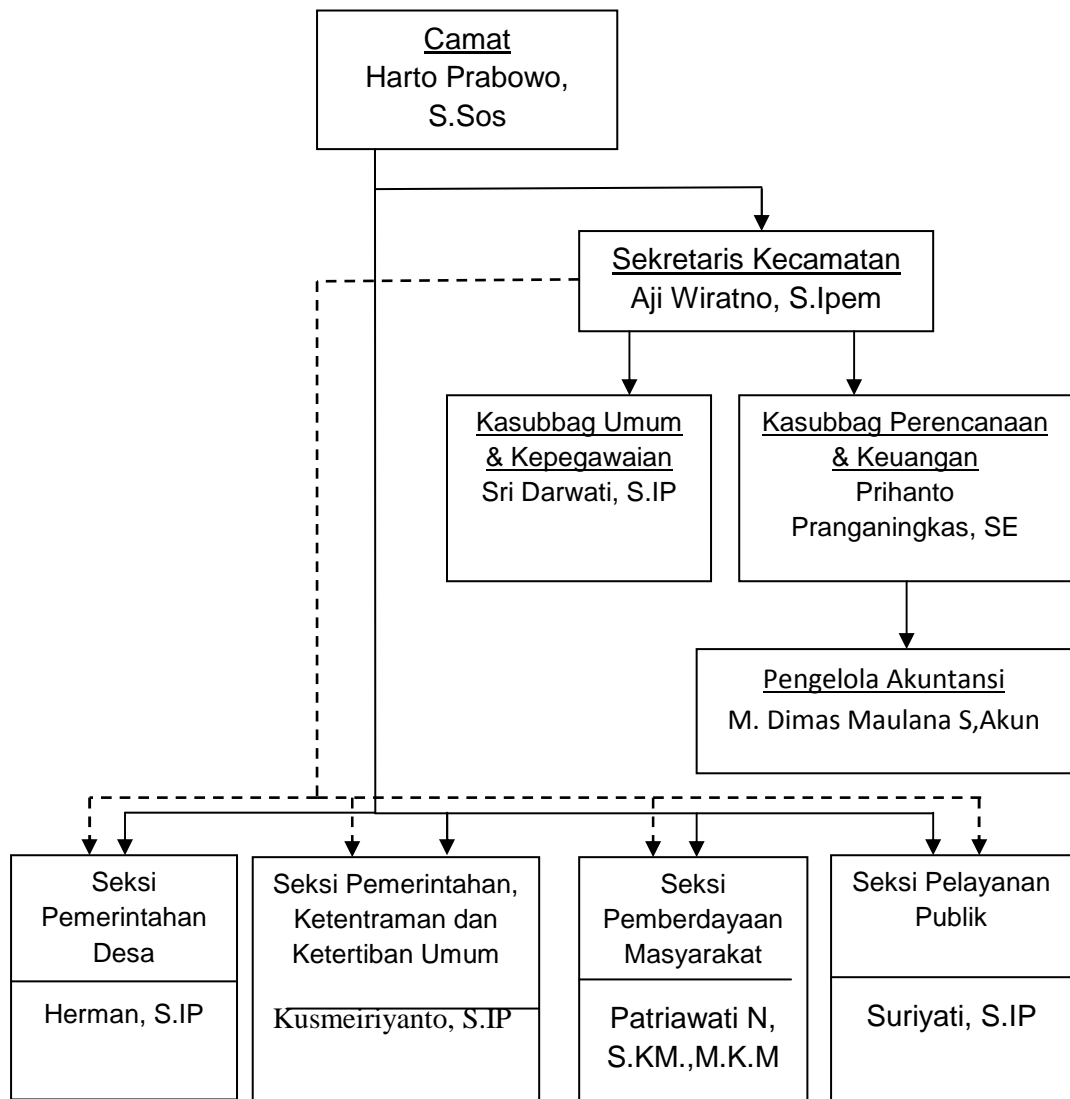 Camat
Harto Prabowo,
S.Sos
Sekretaris Kecamatan
Aji Wiratno, S.Ipem
Kasubbag Umum
& Kepegawaian
Sri Darwati, S.IP
Kasubbag Perencanaan
& Keuangan
Prihanto
Pranganingkas, SE
Pengelola Akuntansi
M. Dimas Maulana S,Akun
Seksi
Pemerintahan
Desa
Herman, S.IP
Seksi Pemerintahan,
Ketentraman dan
Ketertiban Umum
Kusmeiriyanto, S.IP
Seksi
Pemberdayaan
Masyarakat
Patriawati N,
S.KM.,M.K.M
Seksi Pelayanan
Publik
Suriyati, S.IP